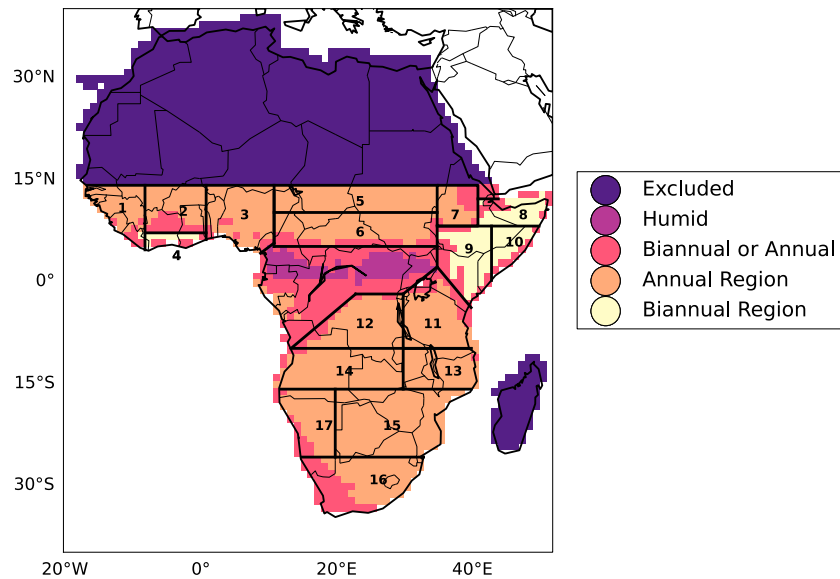 30°N
15°N
0°
15°S
30°S
20°W 0° 20°E 40°E
1 2 3 5 7 8
6
4 9 10
12 11
14 13
17 15
16
Excluded
Humid
Biannual or Annual
Annual Region
Biannual Region